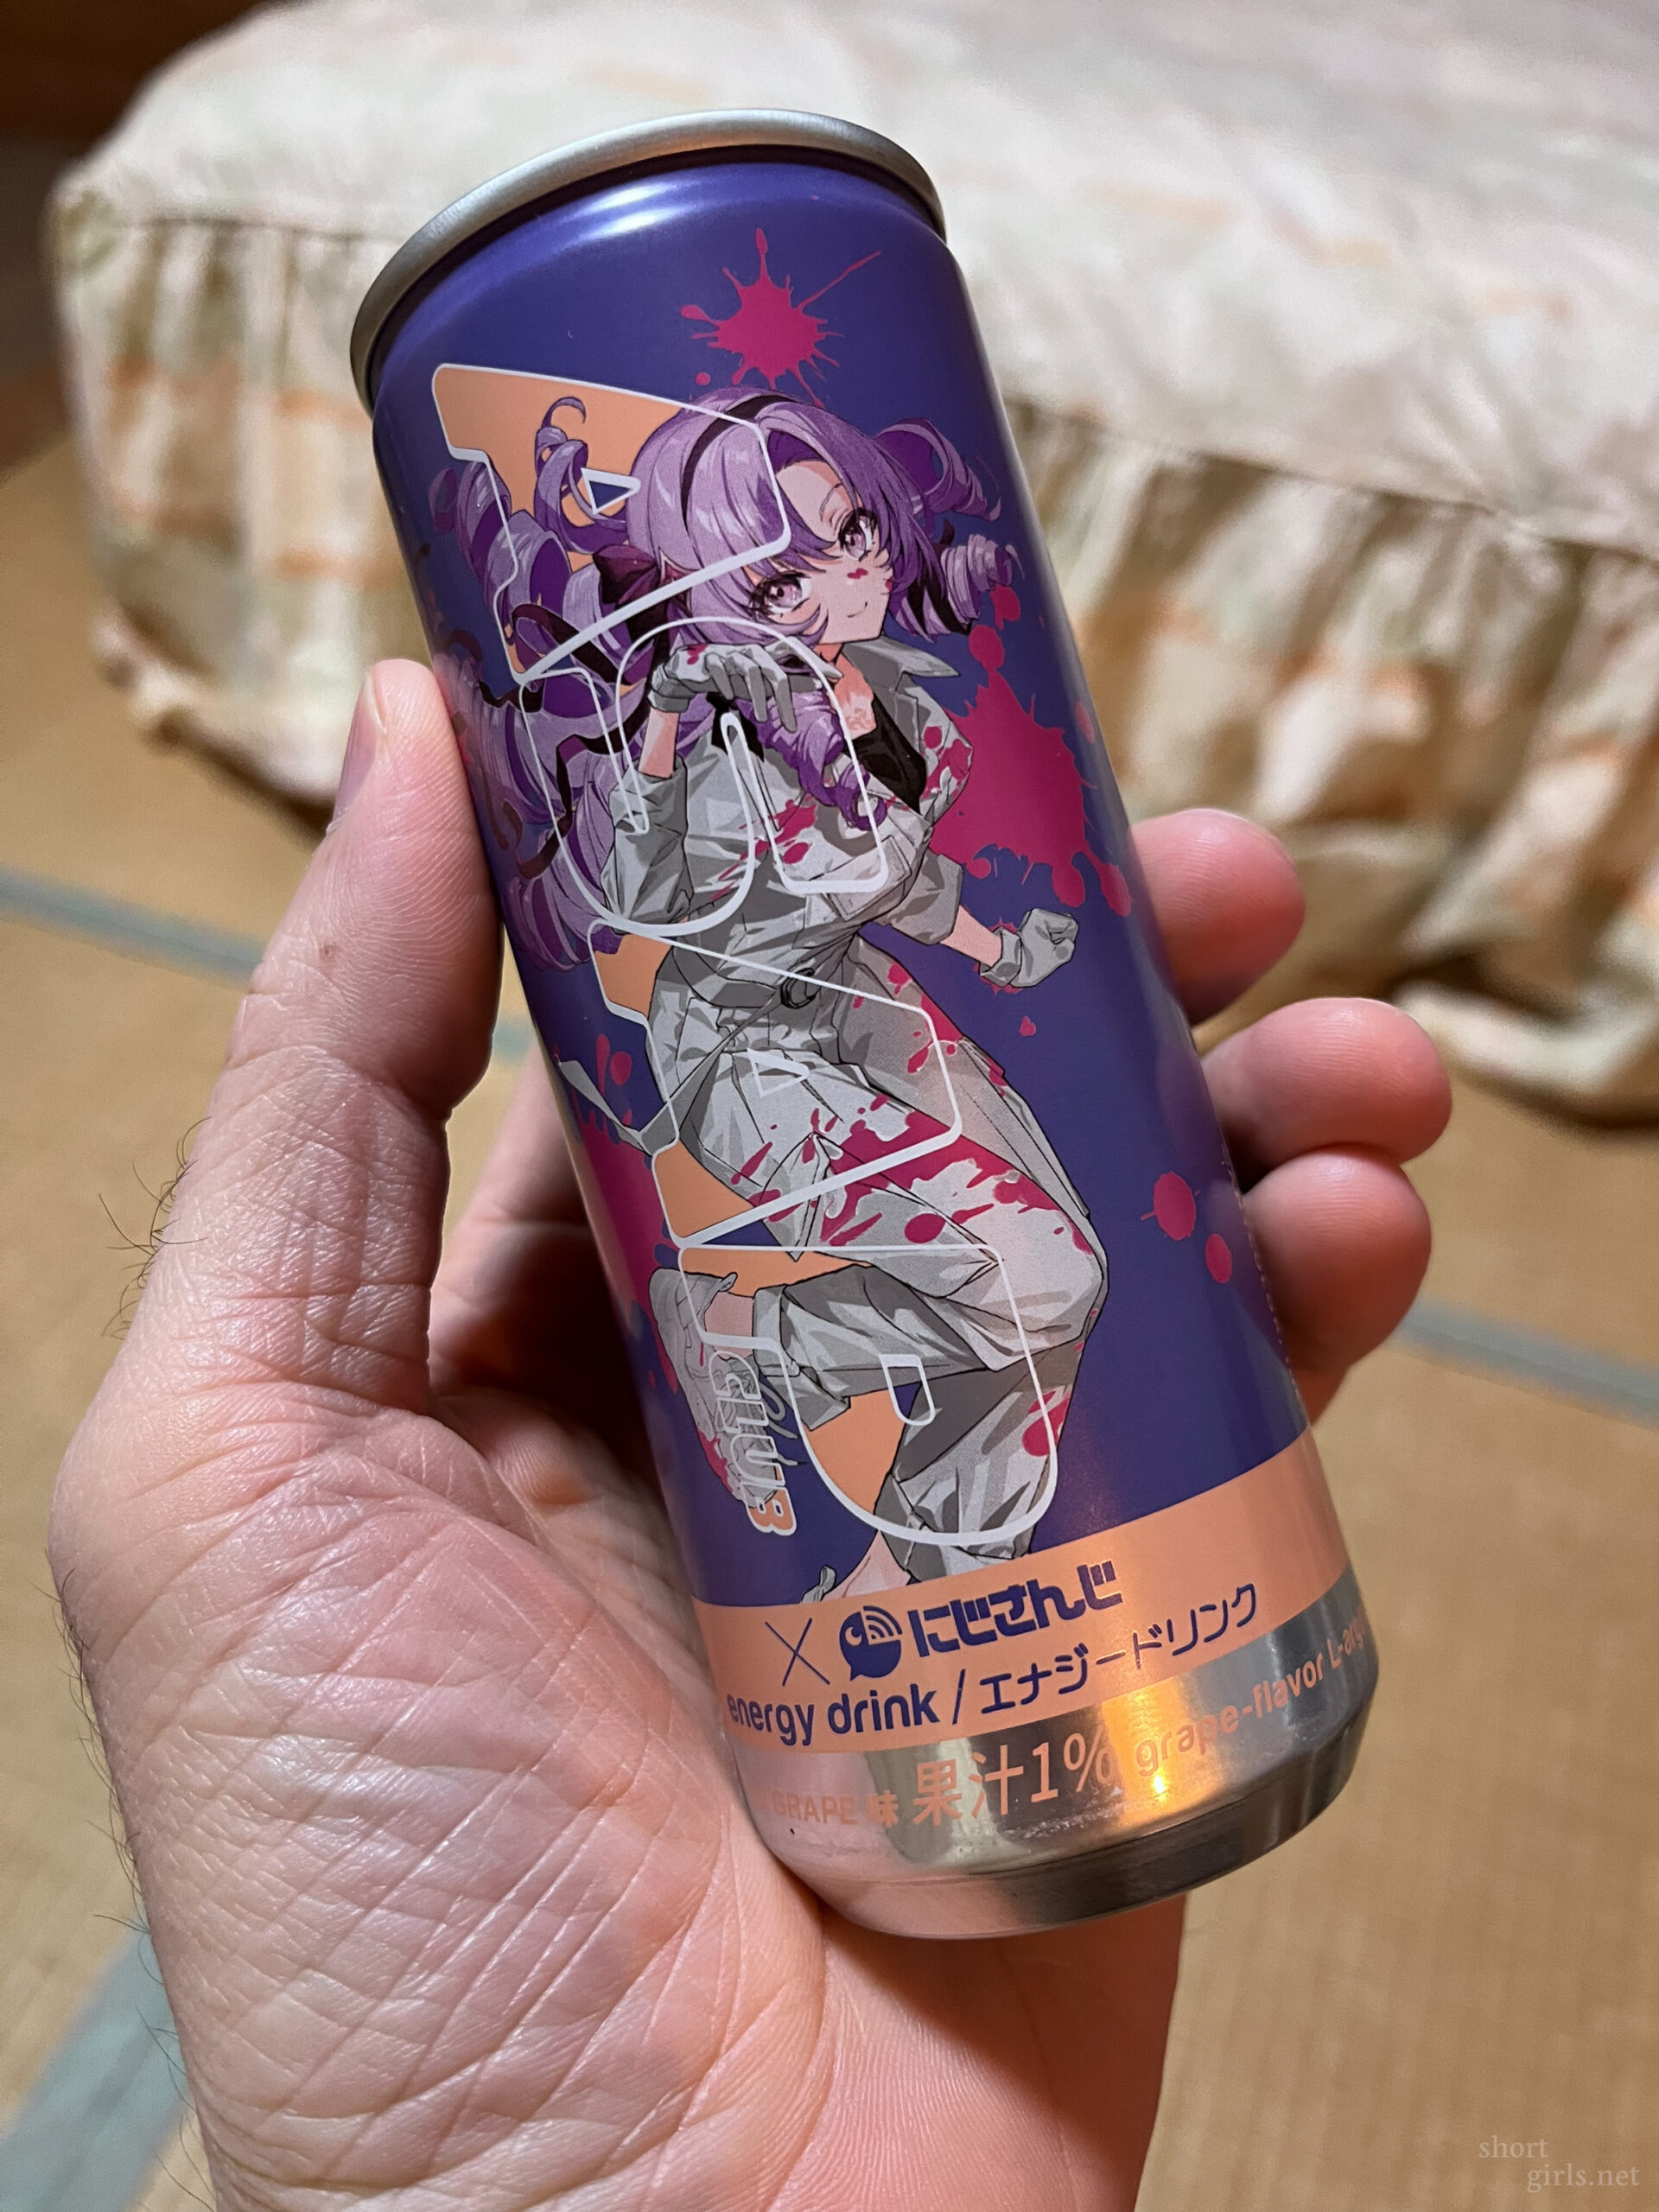 CLUB
× にじさんじ
energy drink / エナジードリンク
GRAPE 味 果汁1% grape-flavor
short
girls.net